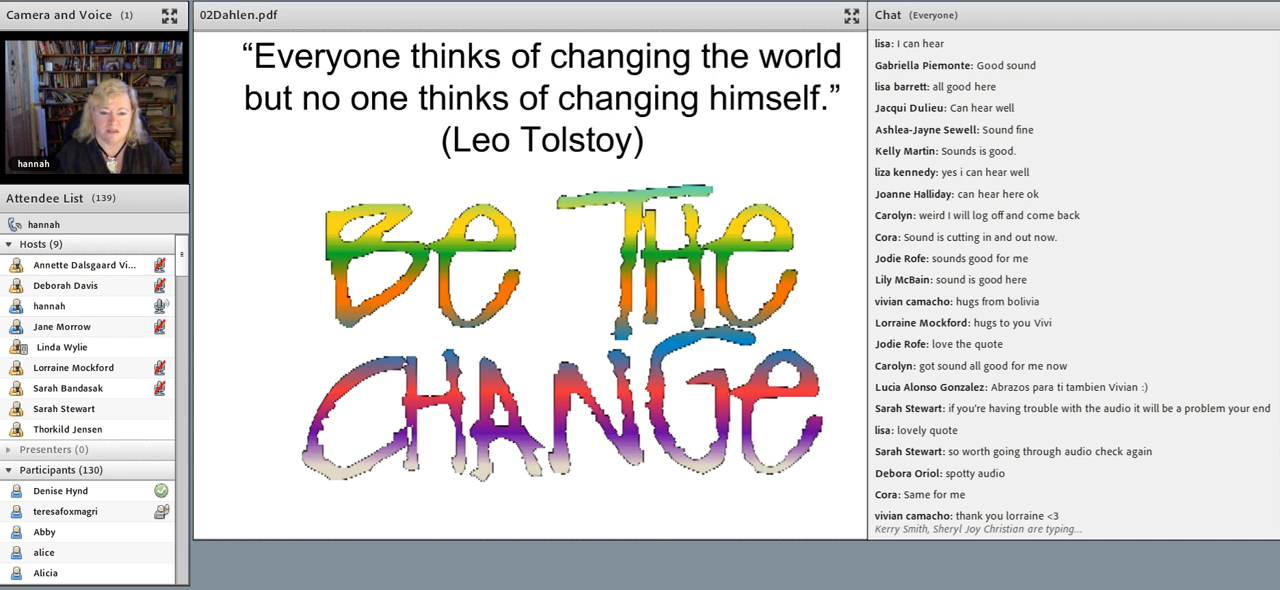 Camera and Voice (1)
hannah
Attendee List (139)
hannah
Hosts (9)
Annette Dalsgaard Vi...
Deborah Davis
hannah
Jane Morrow
Linda Wylie
Lorraine Mockford
Sarah Bandasak
Sarah Stewart
Thorkild Jensen
Presenters (0)
Participants (130)
Denise Hynd
teresafoxmagri
Abby
alice
Alicia
02Dahlen.pdf
“Everyone thinks of changing the world
but no one thinks of changing himself.”
(Leo Tolstoy)
Be THe
CHANGe
Chat (Everyone)
lisa: I can hear
Gabriella Piemonte: Good sound
lisa barrett: all good here
Jacqui Dulieu: Can hear well
Ashlea-Jayne Sewell: Sound fine
Kelly Martin: Sounds is good.
liza kennedy: yes i can hear well
Joanne Halliday: can hear here ok
Carolyn: weird I will log off and come back
Cora: Sound is cutting in and out now.
Jodie Rofe: sounds good for me
Lily McBain: sound is good here
vivian camacho: hugs from bolivia
Lorraine Mockford: hugs to you Vivi
Jodie Rofe: love the quote
Carolyn: got sound all good for me now
Lucia Alonso Gonzalez: Abrazos para ti tambien Vivian :)
Sarah Stewart: if you're having trouble with the audio it will be a problem your end
lisa: lovely quote
Sarah Stewart: so worth going through audio check again
Debora Oriol: spotty audio
Cora: Same for me
vivian camacho: thank you lorraine <3
Kerry Smith, Sheryl Joy Christian are typing...